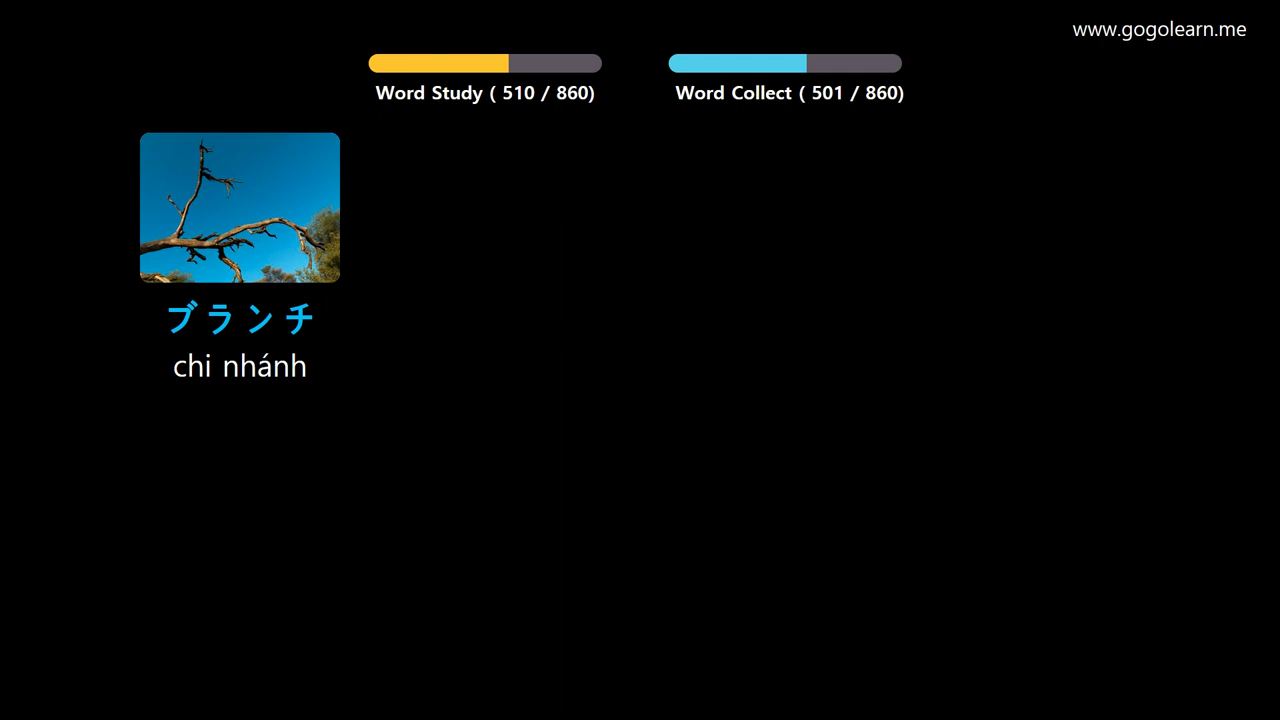 www.gogolearn.me
Word Study ( 510 / 860)
Word Collect ( 501 / 860)
ブランチ
chi nhánh